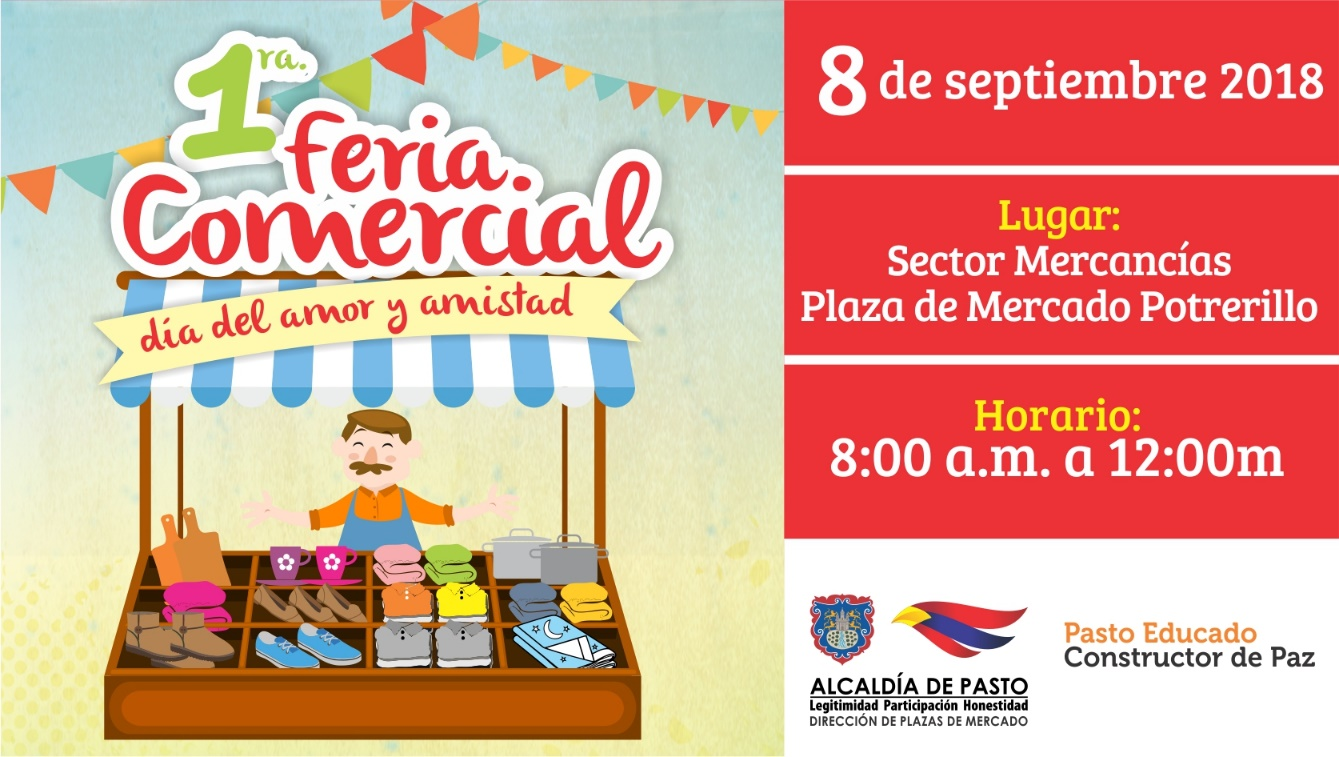 1ra.
feria
Comercial
día del amor y amistad
8 de septiembre 2018
Lugar:
Sector Mercancías
Plaza de Mercado Potrerillo
Horario:
8:00 a.m. a 12:00m
ALCALDÍA DE PASTO
Legitimidad Participación Honestidad
DIRECCIÓN DE PLAZAS DE MERCADO
Pasto Educado
Constructor de Paz